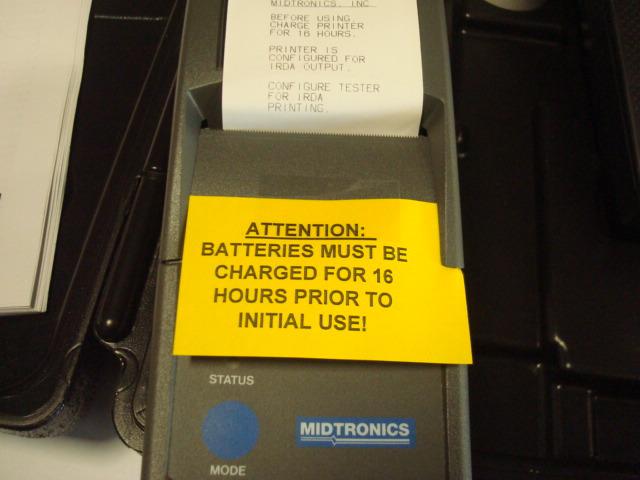 MIDTRONICS, INC
BEFORE USING
CHARGE PRINTER
FOR 16 HOURS.
PRINTER IS
CONFIGURED FOR
IRDA OUTPUT.
CONFIGURE TESTER
FOR IRDA
PRINTING.
ATTENTION:
BATTERIES MUST BE
CHARGED FOR 16
HOURS PRIOR TO
INITIAL USE!
STATUS
MIDTRONICS
MODE